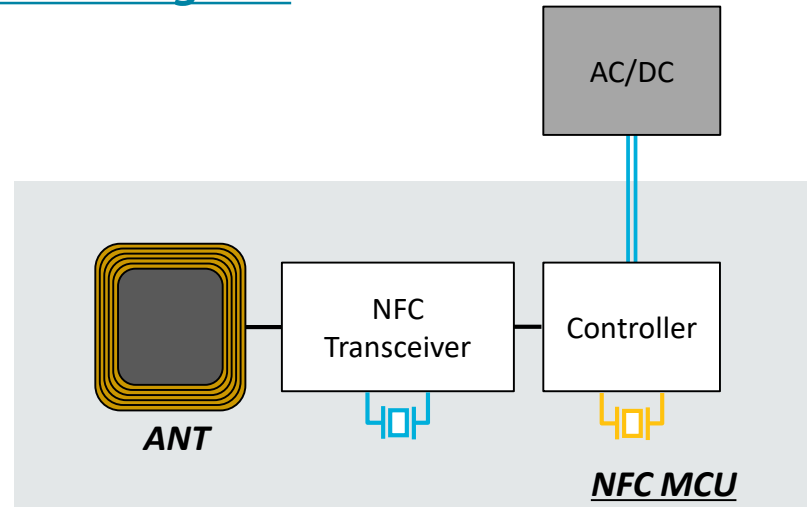 AC/DC
NFC
Transceiver
Controller
ANT
NFC MCU